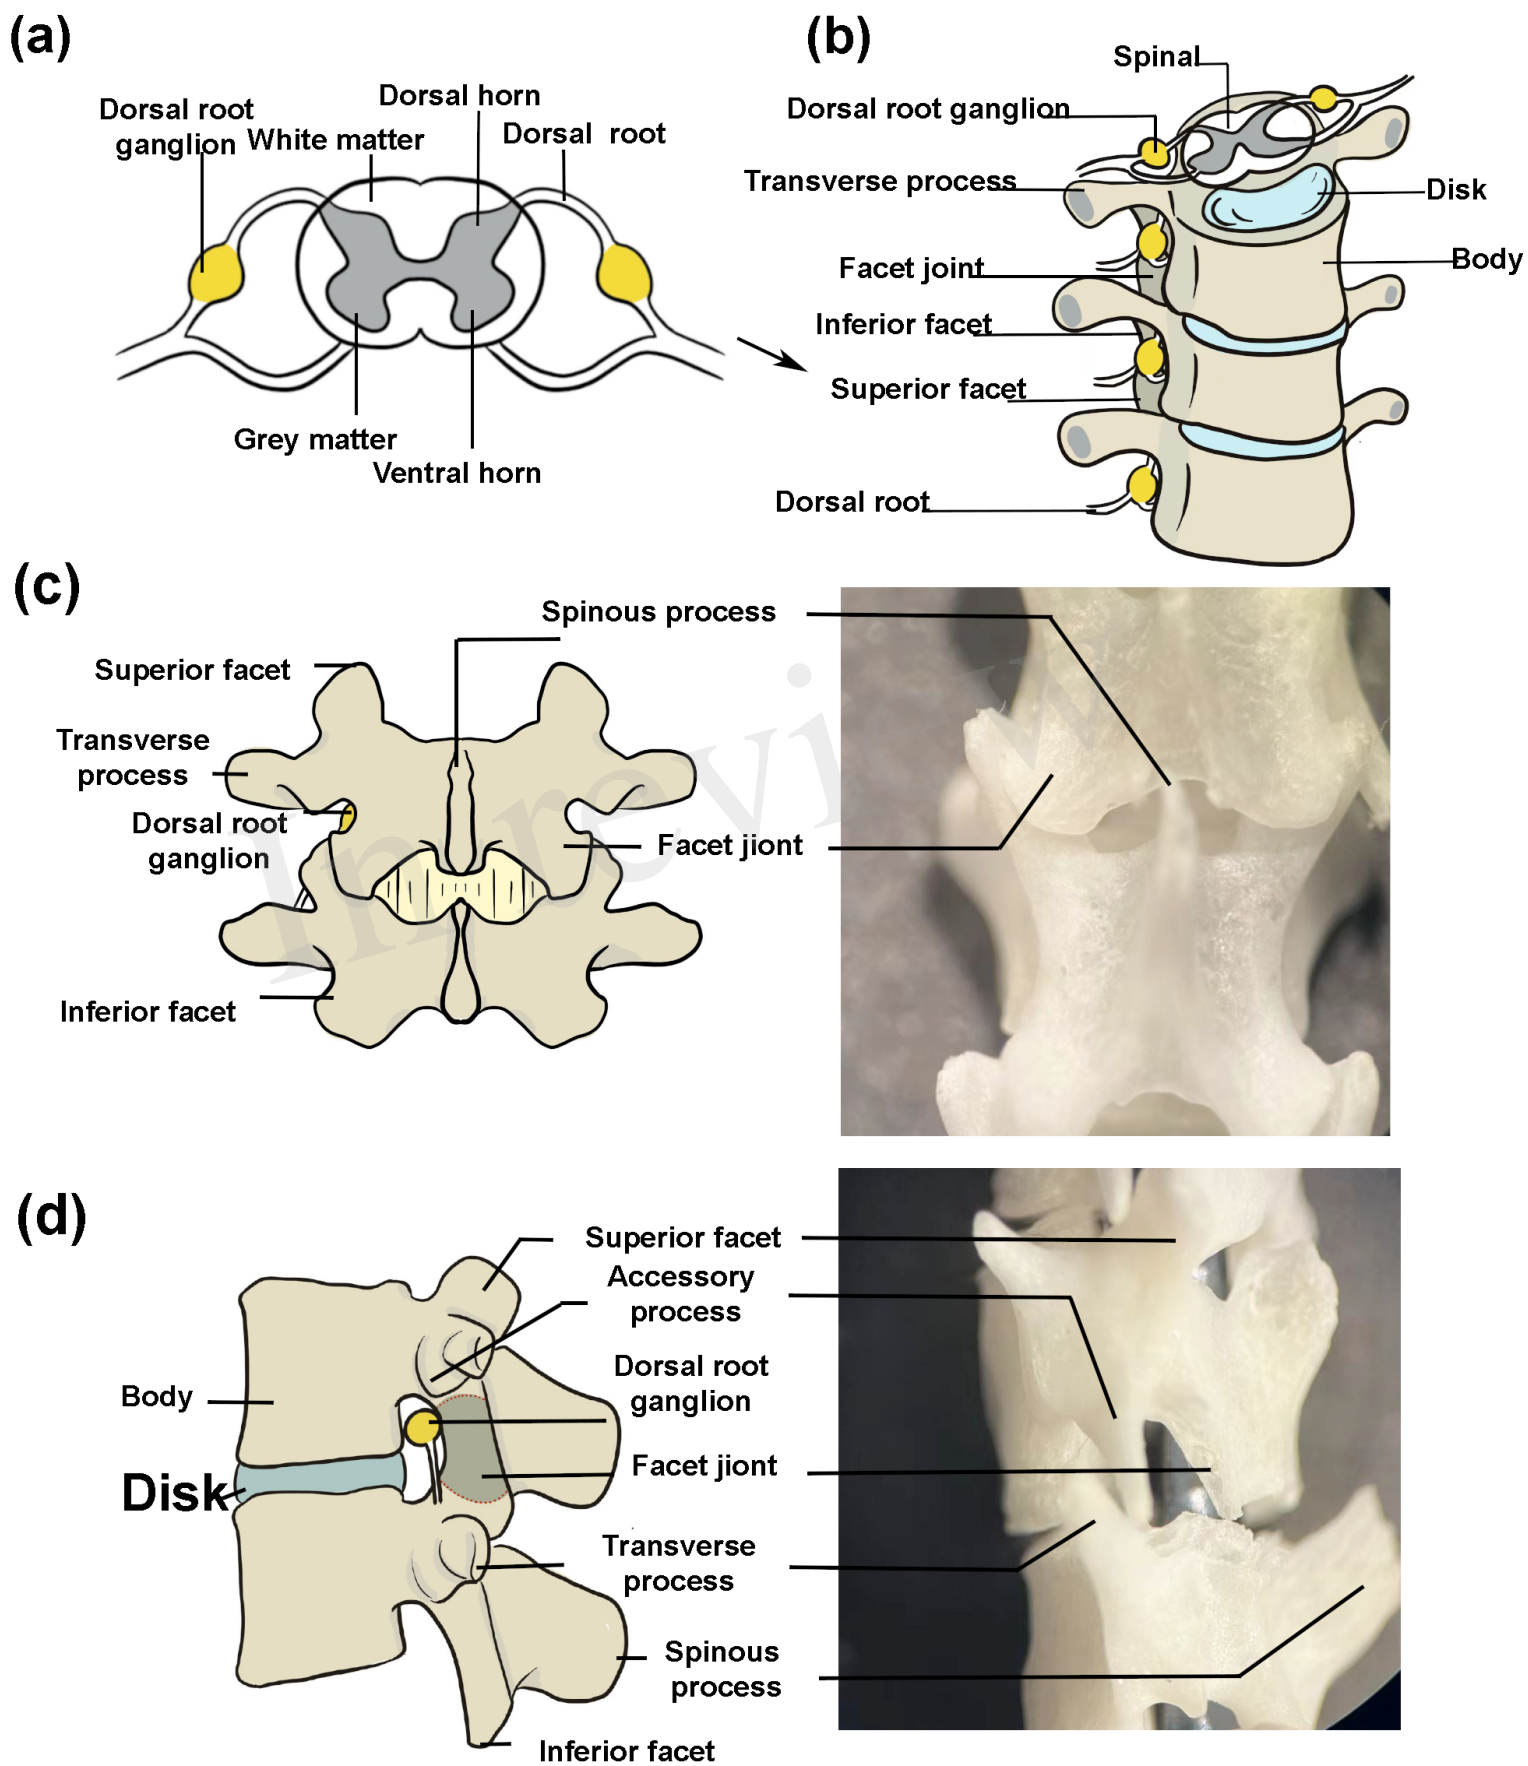 (a)
Dorsal root
ganglion
White matter
Dorsal horn
Dorsal root
Grey matter
Ventral horn
(b)
Spinal
Dorsal root ganglion
Transverse process
Disk
Facet joint
Body
Inferior facet
Superior facet
Dorsal root
(c)
Spinous process
Superior facet
Transverse
process
Dorsal root
ganglion
Facet jiont
Inferior facet
In review
(d)
Superior facet
Accessory
process
Dorsal root
ganglion
Body
Facet jiont
Disk
Transverse
process
Spinous
process
Inferior facet